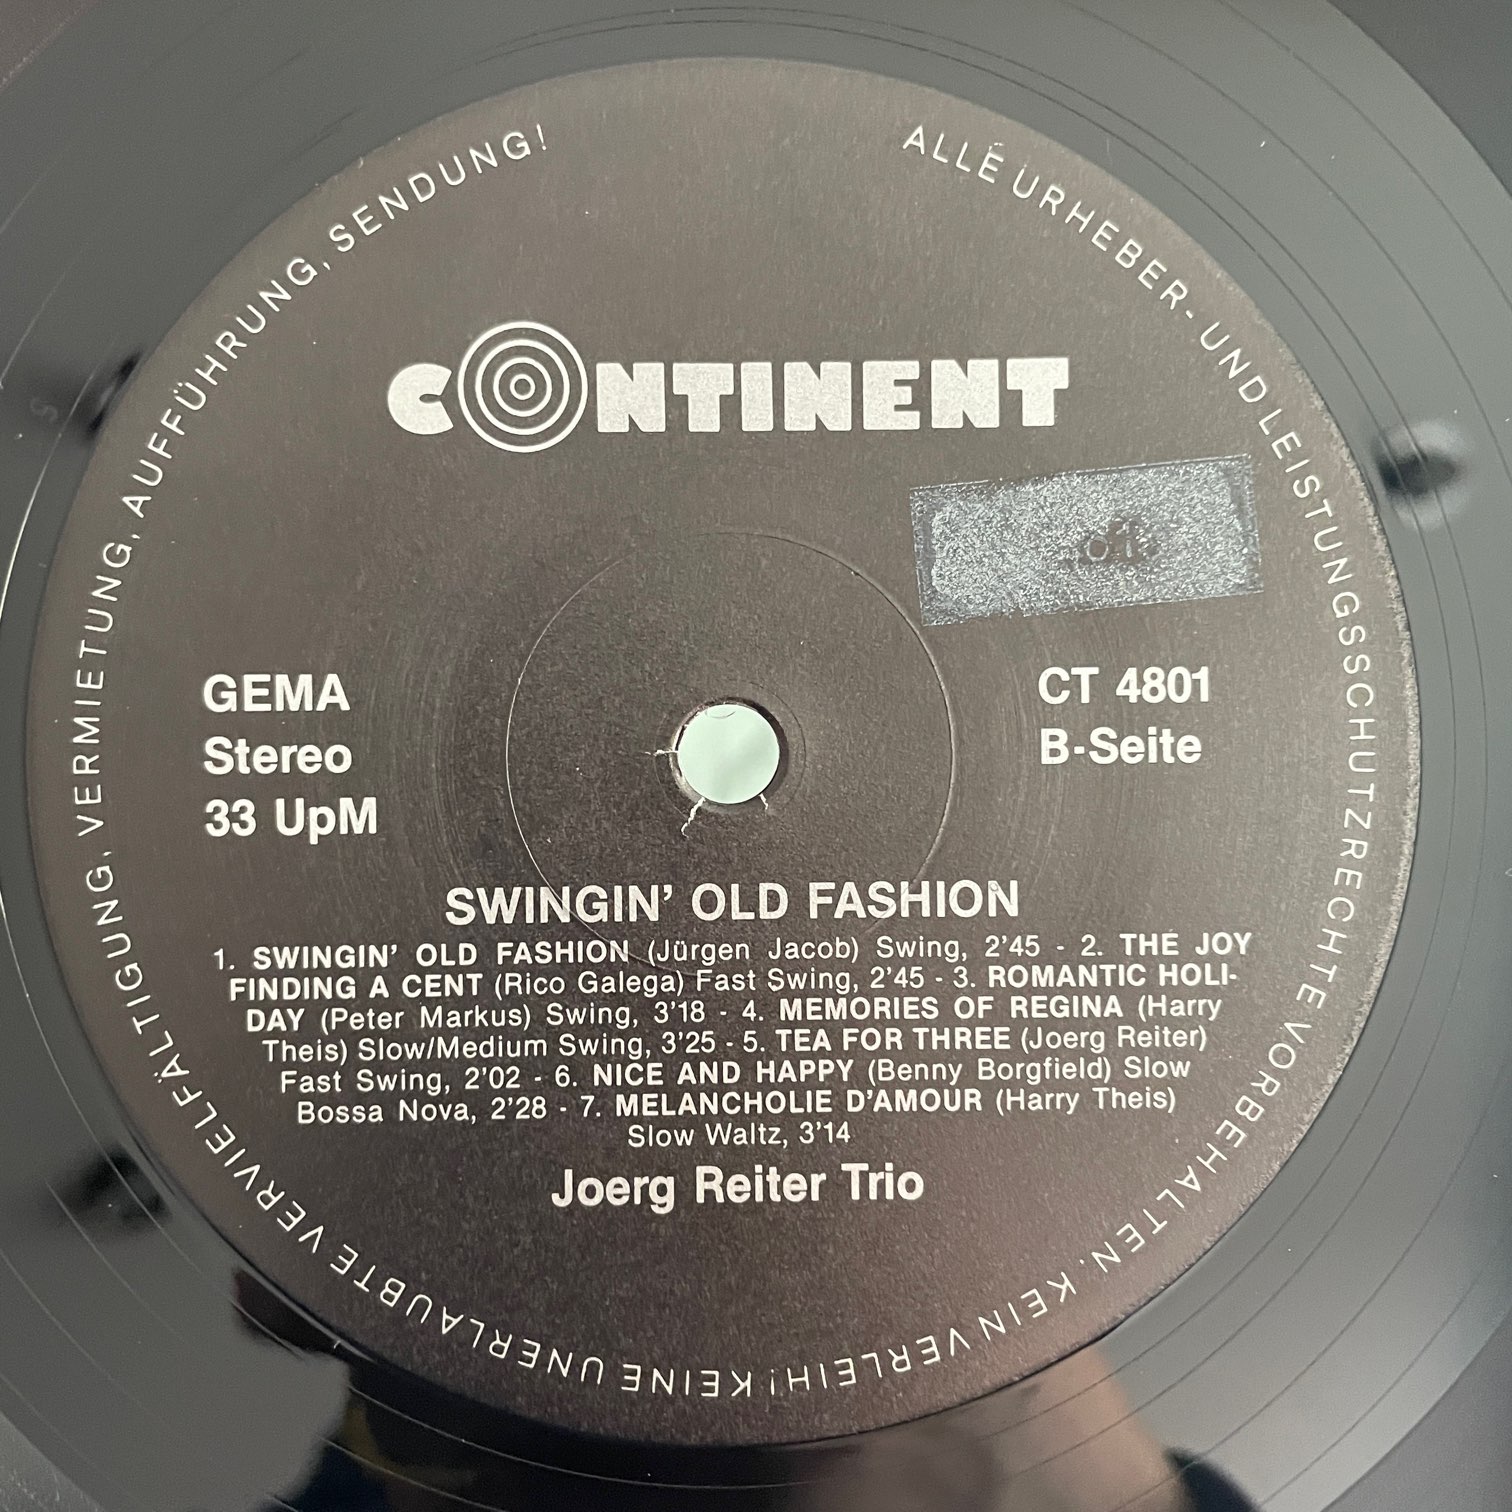 ALLE URHEBER- UND LEISTUNGSSCHUTZRECHTE VORBEHALTEN. KEIN VERLEIH! KEINE UNERLAUBTE VERVIELFÄLTIGUNG, VERMIETUNG, AUFFÜHRUNG, SENDUNG!
CONTINENT
GEMA
Stereo
33 UpM
CT 4801
B-Seite
SWINGIN' OLD FASHION
1. SWINGIN' OLD FASHION (Jürgen Jacob) Swing, 2'45 - 2. THE JOY
FINDING A CENT (Rico Galega) Fast Swing, 2'45 - 3. ROMANTIC HOLI-
DAY (Peter Markus) Swing, 3'18 - 4. MEMORIES OF REGINA (Harry
Theis) Slow/Medium Swing, 3'25 - 5. TEA FOR THREE (Joerg Reiter)
Fast Swing, 2'02 - 6. NICE AND HAPPY (Benny Borgfield) Slow
Bossa Nova, 2'28 - 7. MELANCHOLIE D'AMOUR (Harry Theis)
Slow Waltz, 3'14
Joerg Reiter Trio